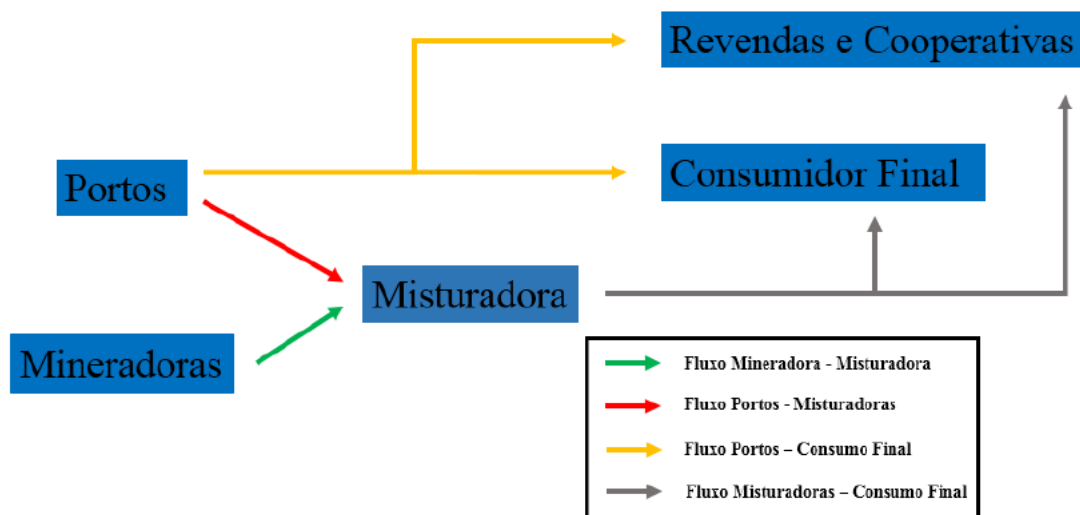 Revendas e Cooperativas
Portos
Consumidor Final
Misturadora
Mineradoras
Fluxo Mineradora - Misturadora
Fluxo Portos - Misturadoras
Fluxo Portos – Consumo Final
Fluxo Misturadoras – Consumo Final